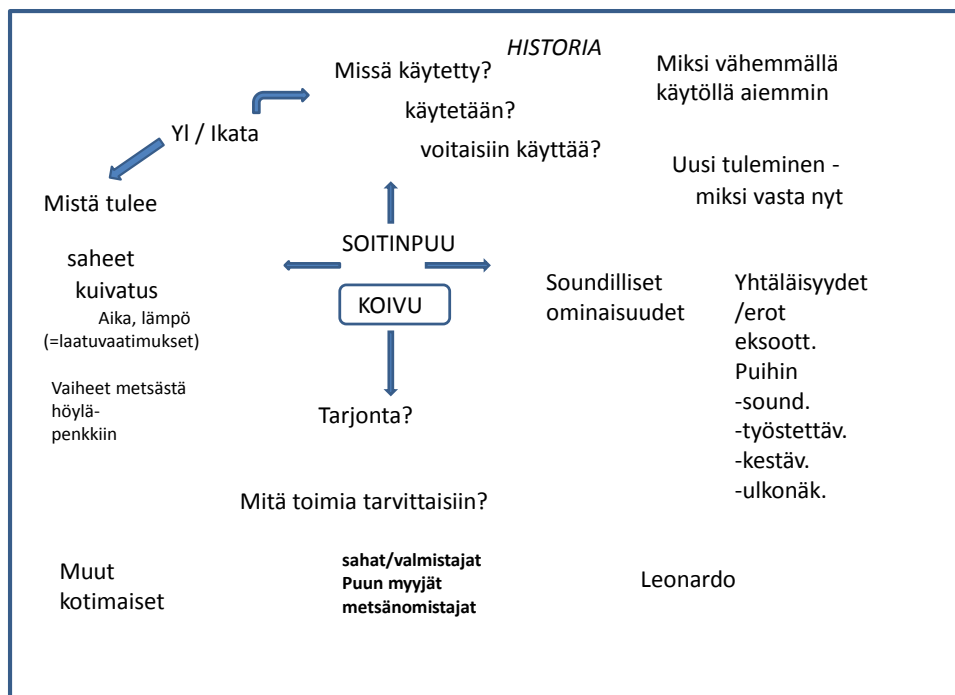 HISTORIA
Missä käytetty?
käytetään?
voitaisiin käyttää?
Miksi vähemmällä
käytöllä aiemmin
Yl / Ikata
Uusi tuleminen -
miksi vasta nyt
Mistä tulee
saheet
kuivatus
Aika, lämpö
(=laatuvaatimukset)
Vaiheet metsästä
höylä-
penkkiin
SOITINPUU
KOIVU
Soundilliset
ominaisuudet
Yhtäläisyydet
/erot
eksoott.
Puihin
-sound.
-työstettäv.
-kestäv.
-ulkonäk.
Tarjonta?
Mitä toimia tarvittaisiin?
sahat/valmistajat
Puun myyjät
metsänomistajat
Muut
kotimaiset
Leonardo